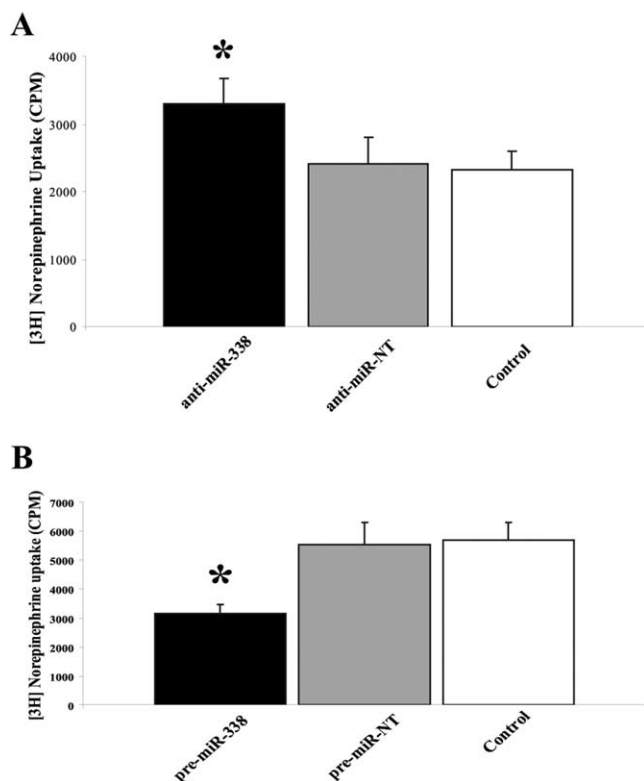 A
*
[3H] Norepinephrine Uptake (CPM)
4000
3000
2000
1000
0
anti-miR-338
anti-miR-NT
Control
B
*
[3H] Norepinephrine uptake (CPM)
7000
6000
5000
4000
3000
2000
1000
0
pre-miR-338
pre-miR-NT
Control